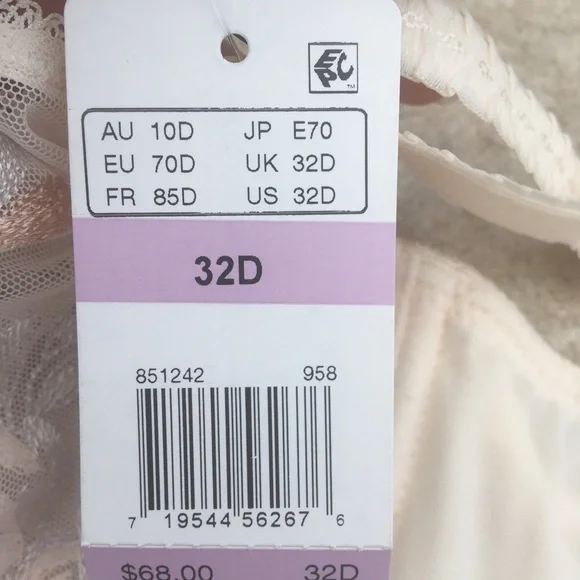 EPC
TM
AU 10D JP E70
EU 70D UK 32D
FR 85D US 32D
32D
851242 958
7 19544 56267 6
$68.00 32D